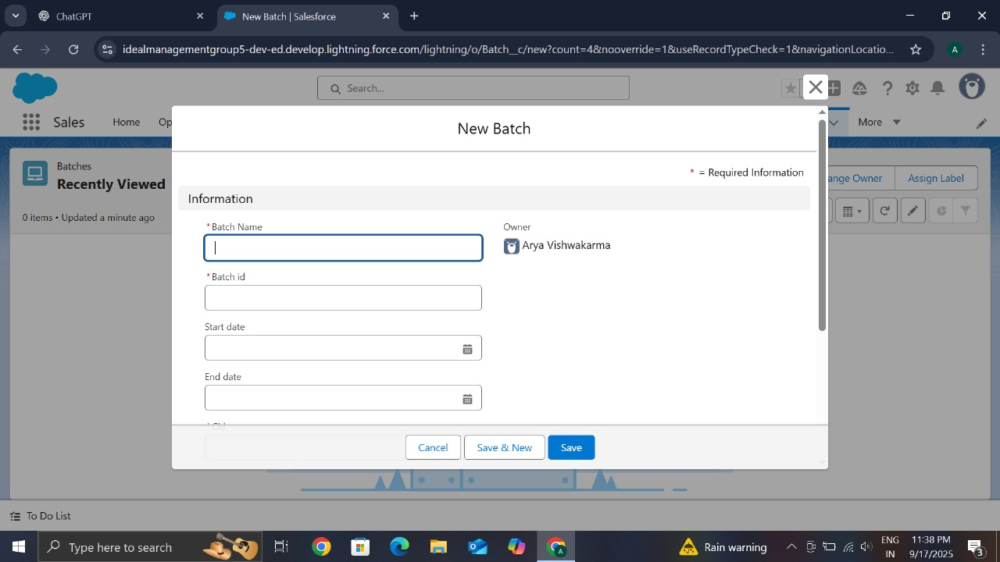 ChatGPT
New Batch | Salesforce
idealmanagementgroup5-dev-ed.develop.lightning.force.com/lightning/o/Batch__c/new?count=4&nooverride=1&useRecordTypeCheck=1&navigationLocatio...
A
Search...
Sales
Home
Op
More
New Batch
* = Required Information
Batches
Recently Viewed
ange Owner
Assign Label
0 items • Updated a minute ago
Information
* Batch Name
Owner
Arya Vishwakarma
* Batch id
Start date
End date
* Cid
Cancel
Save & New
Save
To Do List
Type here to search
A
Rain warning
ENG
IN
11:38 PM
9/17/2025
3